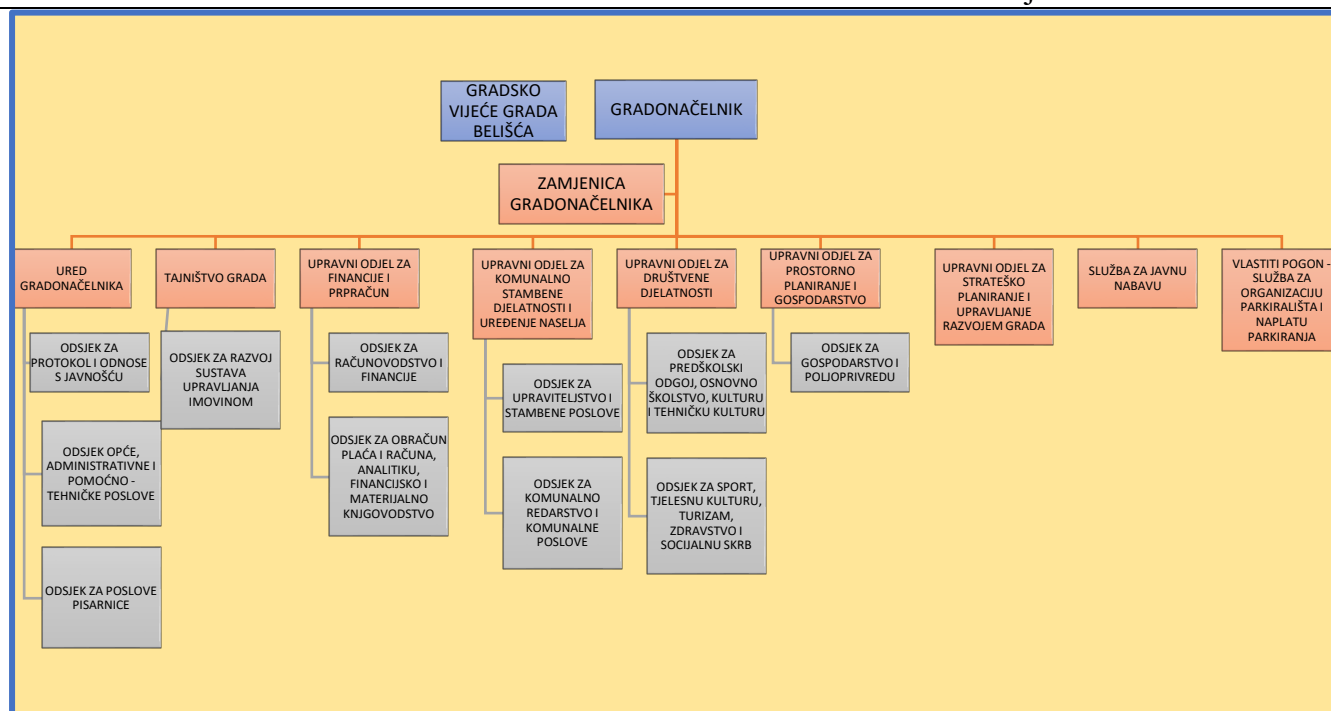 GRADSKO
VIJEĆE GRADA
BELIŠĆA
GRADONAČELNIK
ZAMJENICA
GRADONAČELNIKA
URED
GRADONAČELNIKA
TAJNIŠTVO GRADA
UPRAVNI ODJEL ZA
FINANCIJE I
PRPRAČUN
UPRAVNI ODJEL ZA
KOMUNALNO
STAMBENE
DJELATNOSTI I
UREĐENJE NASELJA
UPRAVNI ODJEL ZA
DRUŠTVENE
DJELATNOSTI
UPRAVNI ODJEL ZA
PROSTORNO
PLANIRANJE I
GOSPODARSTVO
UPRAVNI ODJEL ZA
STRATEŠKO
PLANIRANJE I
UPRAVLJANJE
RAZVOJEM GRADA
SLUŽBA ZA JAVNU
NABAVU
VLASTITI POGON -
SLUŽBA ZA
ORGANIZACIJU
PARKIRALIŠTA I
NAPLATU
PARKIRANJA
ODSJEK ZA
PROTOKOL I ODNOSE
S JAVNOŠĆU
ODSJEK OPĆE,
ADMINISTRATIVNE I
POMOĆNO -
TEHNIČKE POSLOVE
ODSJEK ZA POSLOVE
PISARNICE
ODSJEK ZA RAZVOJ
SUSTAVA
UPRAVLJANJA
IMOVINOM
ODSJEK ZA
RAČUNOVODSTVO I
FINANCIJE
ODSJEK ZA OBRAČUN
PLAĆA I RAČUNA,
ANALITIKU,
FINANCIJSKO I
MATERIJALNO
KNJGOVODSTVO
ODSJEK ZA
UPRAVITELJSTVO I
STAMBENE POSLOVE
ODSJEK ZA
KOMUNALNO
REDARSTVO I
KOMUNALNE
POSLOVE
ODSJEK ZA
PREDŠKOLSKI
ODGOJ, OSNOVNO
ŠKOLSTVO, KULTURU
I TEHNIČKU KULTURU
ODSJEK ZA SPORT,
TJELESNU KULTURU,
TURIZAM,
ZDRAVSTVO I
SOCIJALNU SKRB
ODSJEK ZA
GOSPODARSTVO I
POLJOPRIVREDU